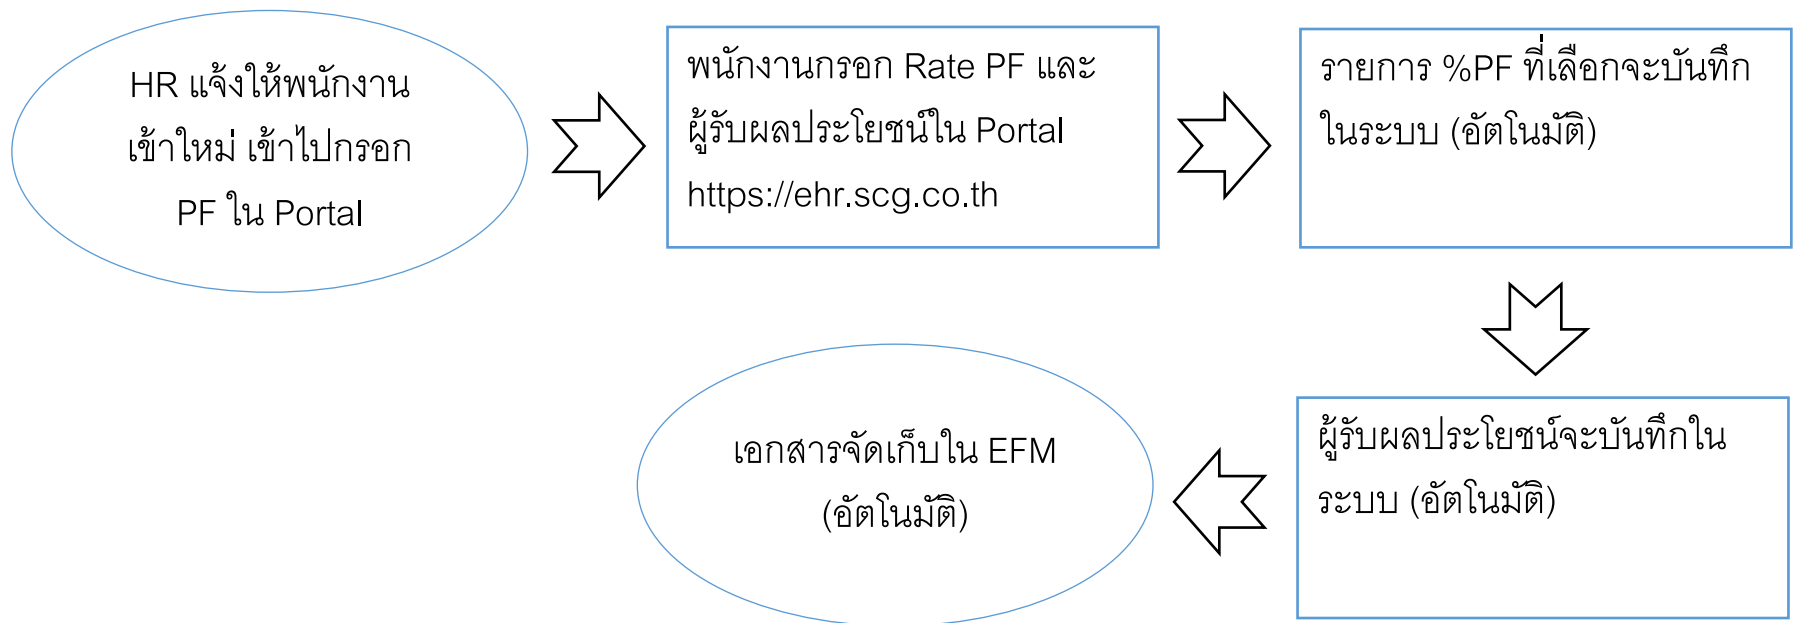 HR แจ้งให้พนักงาน
เข้าใหม่ เข้าไปกรอก
PF ใน Portal
พนักงานกรอก Rate PF และ
ผู้รับผลประโยชน์ใน Portal
https://ehr.scg.co.th
รายการ %PF ที่เลือกจะบันทึก
ในระบบ (อัตโนมัติ)
ผู้รับผลประโยชน์จะบันทึกใน
ระบบ (อัตโนมัติ)
เอกสารจัดเก็บใน EFM
(อัตโนมัติ)